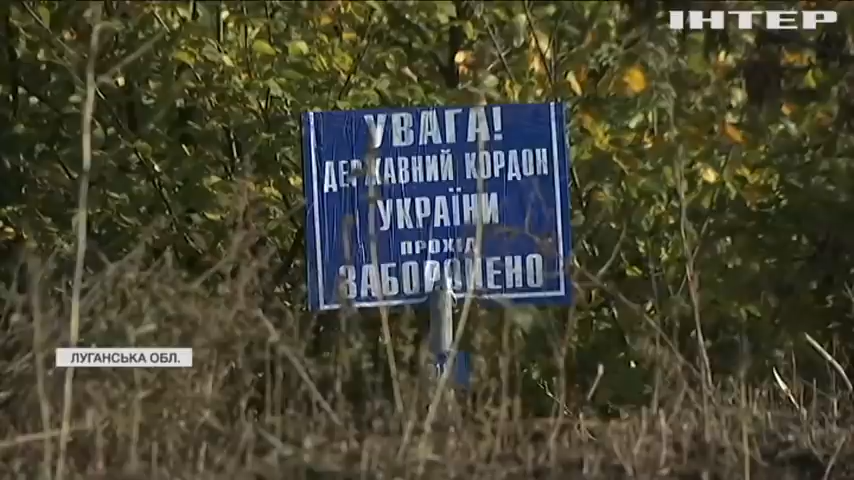 ІНТЕР
УВАГА!
ДЕРЖАВНИЙ КОРДОН
УКРАЇНИ
ПРОХІД
ЗАБОРОНЕНО
ЛУГАНСЬКА ОБЛ.